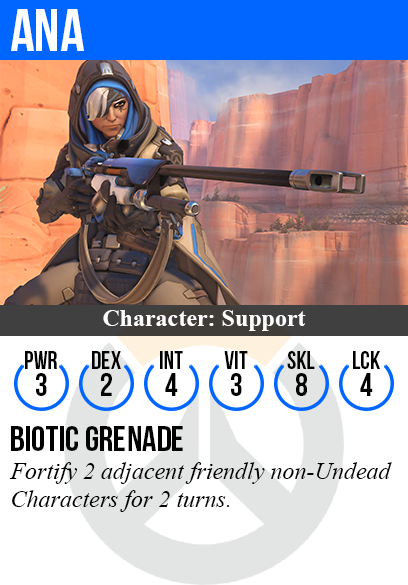 ANA
Character: Support
PWR DEX INT VIT SKL LCK
3 2 4 3 8 4
BIOTIC GRENADE
Fortify 2 adjacent friendly non-Undead
Characters for 2 turns.